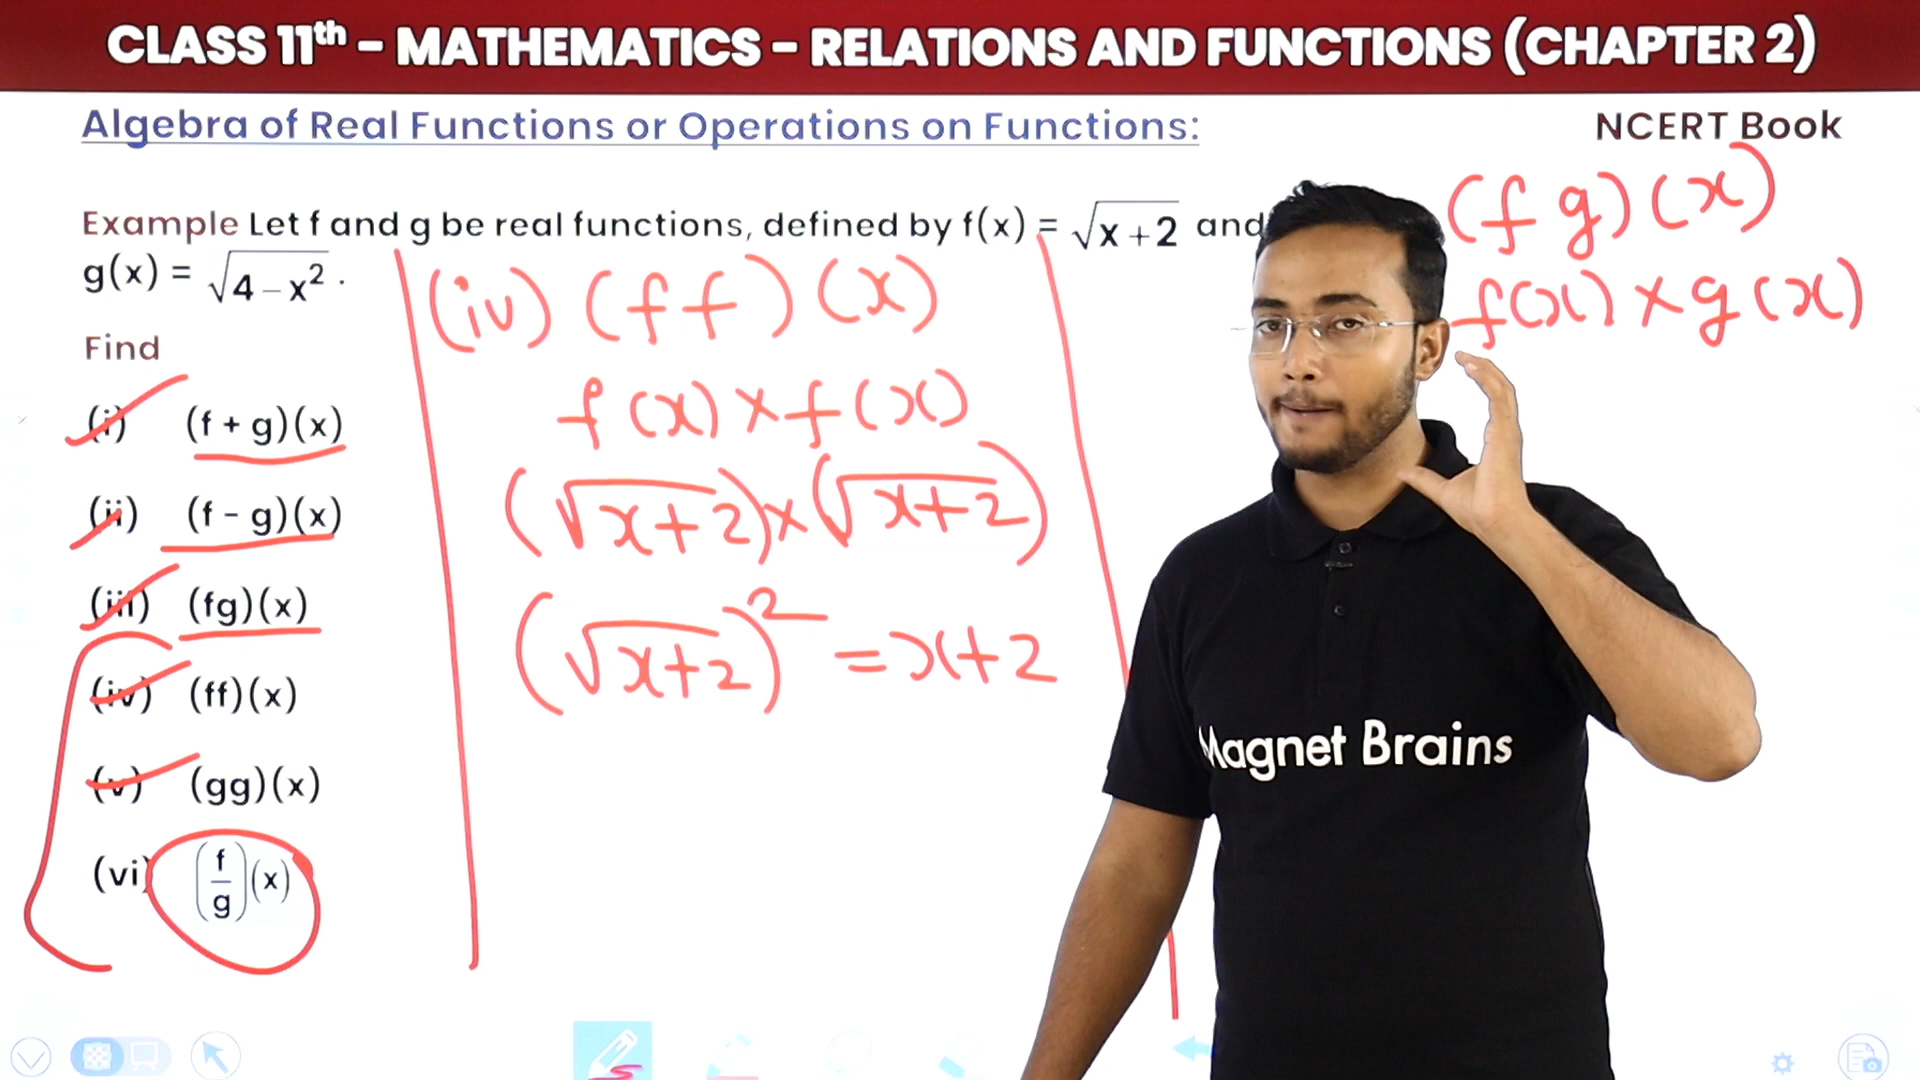 CLASS 11th - MATHEMATICS - RELATIONS AND FUNCTIONS (CHAPTER 2)
Algebra of Real Functions or Operations on Functions:
NCERT Book
Example Let f and g be real functions, defined by f(x) = √x+2 and
g(x) = √4-x² .
Find
(i) (f + g)(x)
(ii) (f - g)(x)
(iii) (fg)(x)
(iv) (ff)(x)
(v) (gg)(x)
(vi) (f/g)(x)
(iv) (ff)(x)
f(x) × f(x)
(√x+2) × (√x+2)
(√x+2)² = x+2
(fg)(x)
f(x) × g(x)
Magnet Brains